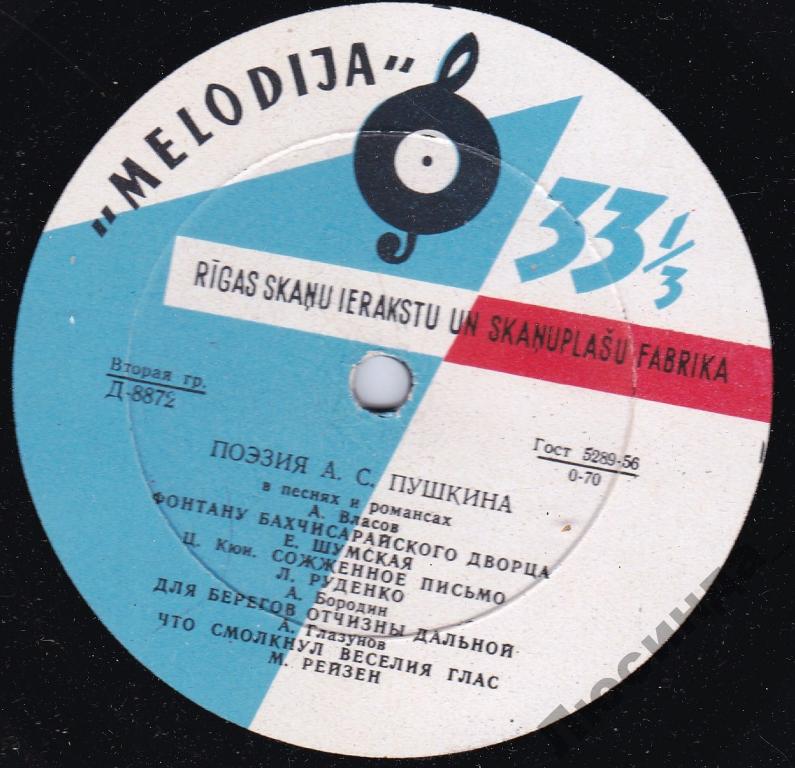 "MELODIJA"
33 1/3
RĪGAS SKAŅU IERAKSTU UN SKAŅUPLAŠU FABRIKA
Вторая гр.
Д-8872
Гост 5289-56
0-70
ПОЭЗИЯ А. С. ПУШКИНА
в песнях и романсах
А. Власов
ФОНТАНУ БАХЧИСАРАЙСКОГО ДВОРЦА
Е. ШУМСКАЯ
Ц. Кюи. СОЖЖЕННОЕ ПИСЬМО
Л. РУДЕНКО
А. Бородин
ДЛЯ БЕРЕГОВ ОТЧИЗНЫ ДАЛЬНОЙ
А. Глазунов
ЧТО СМОЛКНУЛ ВЕСЕЛИЯ ГЛАС
М. РЕЙЗЕН